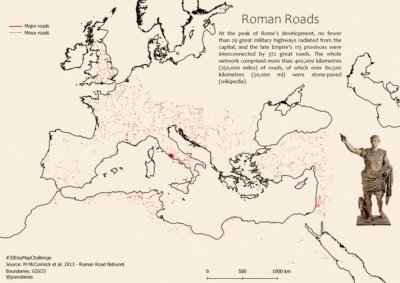 Roman Roads
Major roads
Minor roads
At the peak of Rome's development, no fewer
than 29 great military highways radiated from the
capital, and the late Empire's 113 provinces were
interconnected by 372 great roads. The whole
network comprised more than 400,000 kilometres
(250,000 miles) of roads, of which over 80,500
kilometres (50,000 mi) were stone-paved
(wikipedia).
#30DayMapChallenge
Source: M McCormick et al. 2013 - Roman Road Network
Boundaries: GISCO
@jzowdavies
0 500 1000 km